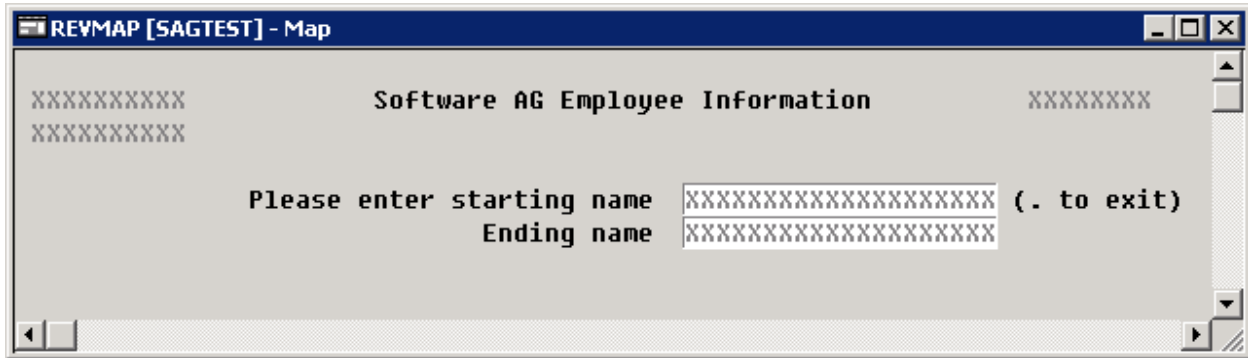 REVMAP [SAGTEST] - Map
XXXXXXXXXX Software AG Employee Information XXXXXXXX
XXXXXXXXXX
Please enter starting name XXXXXXXXXXXXXXXXXXXX (. to exit)
Ending name XXXXXXXXXXXXXXXXXXXX